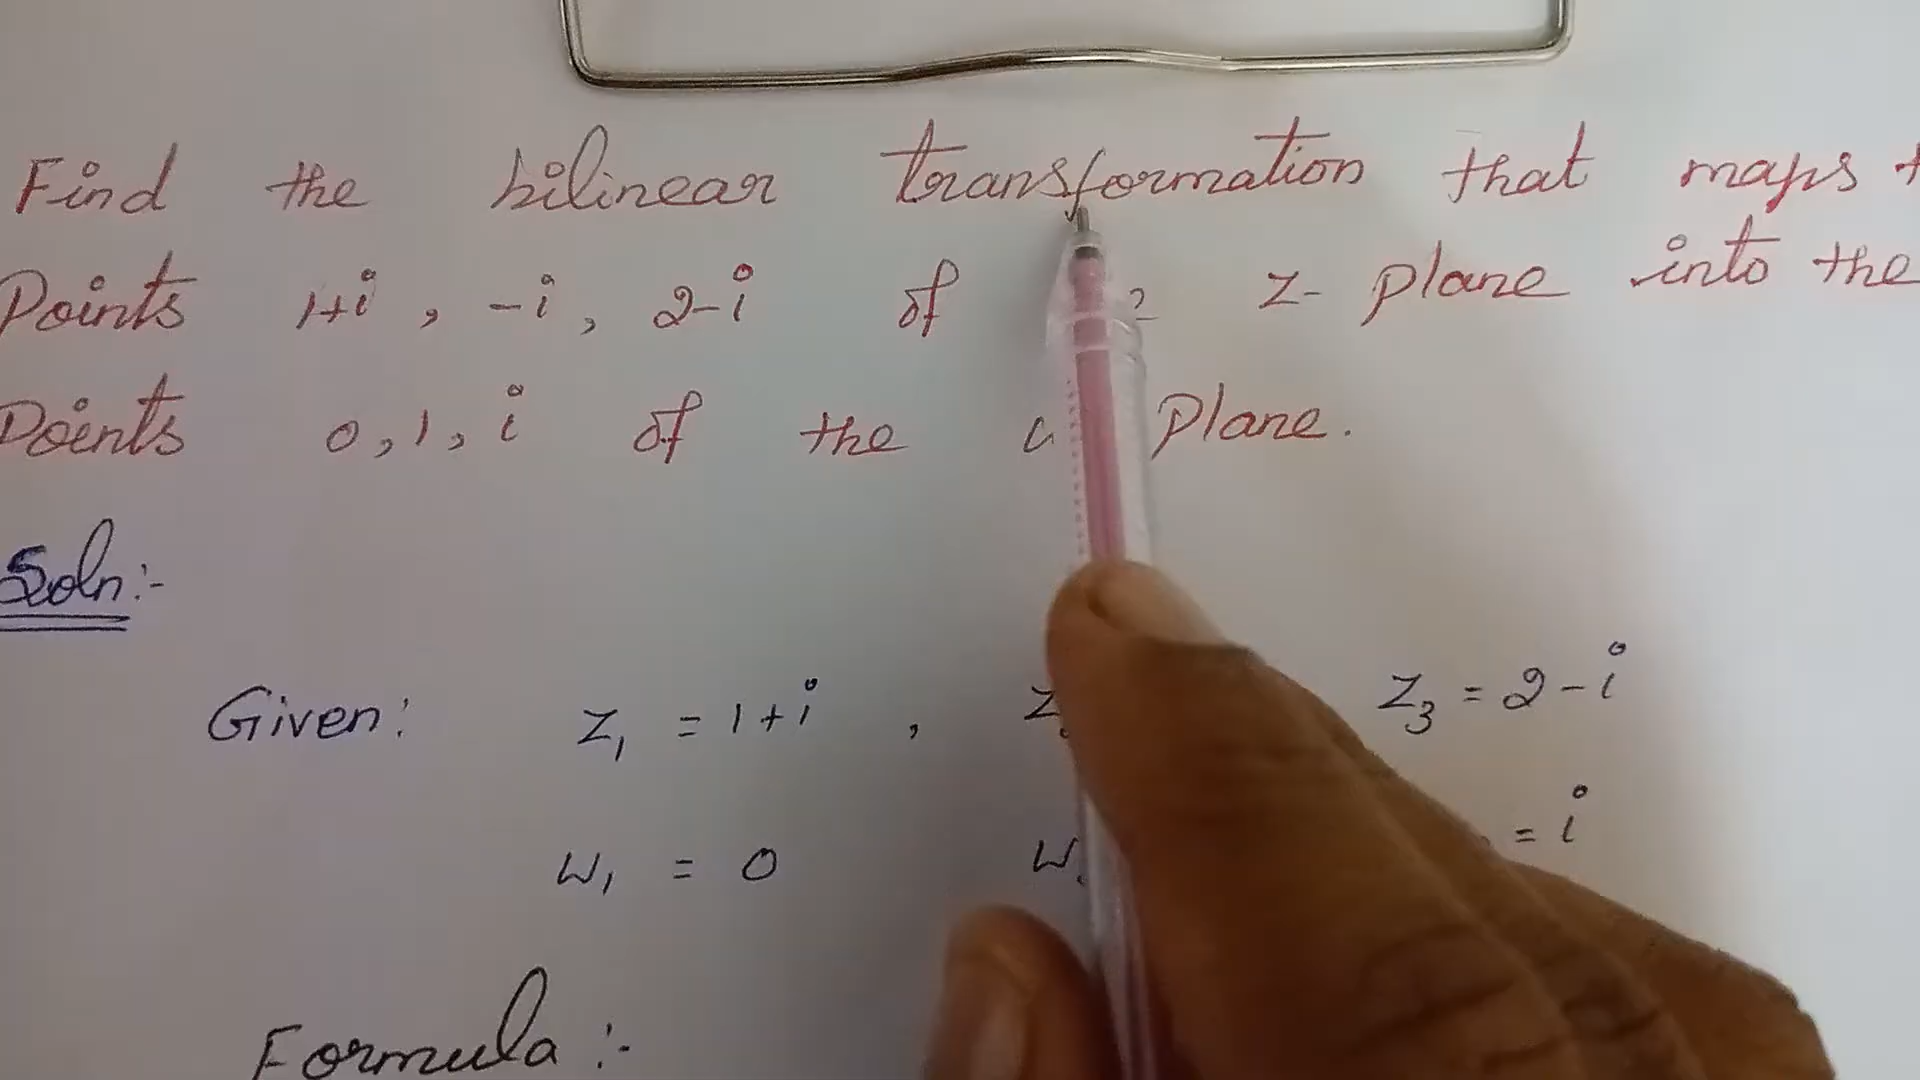 Find the bilinear transformation that maps
Points 1+i, -i, 2-i of z- plane into the
Points 0, 1, i of the plane.
Soln:-
Given: z₁ = 1+i , z₃ = 2-i
w₁ = 0 = i
Formula :-